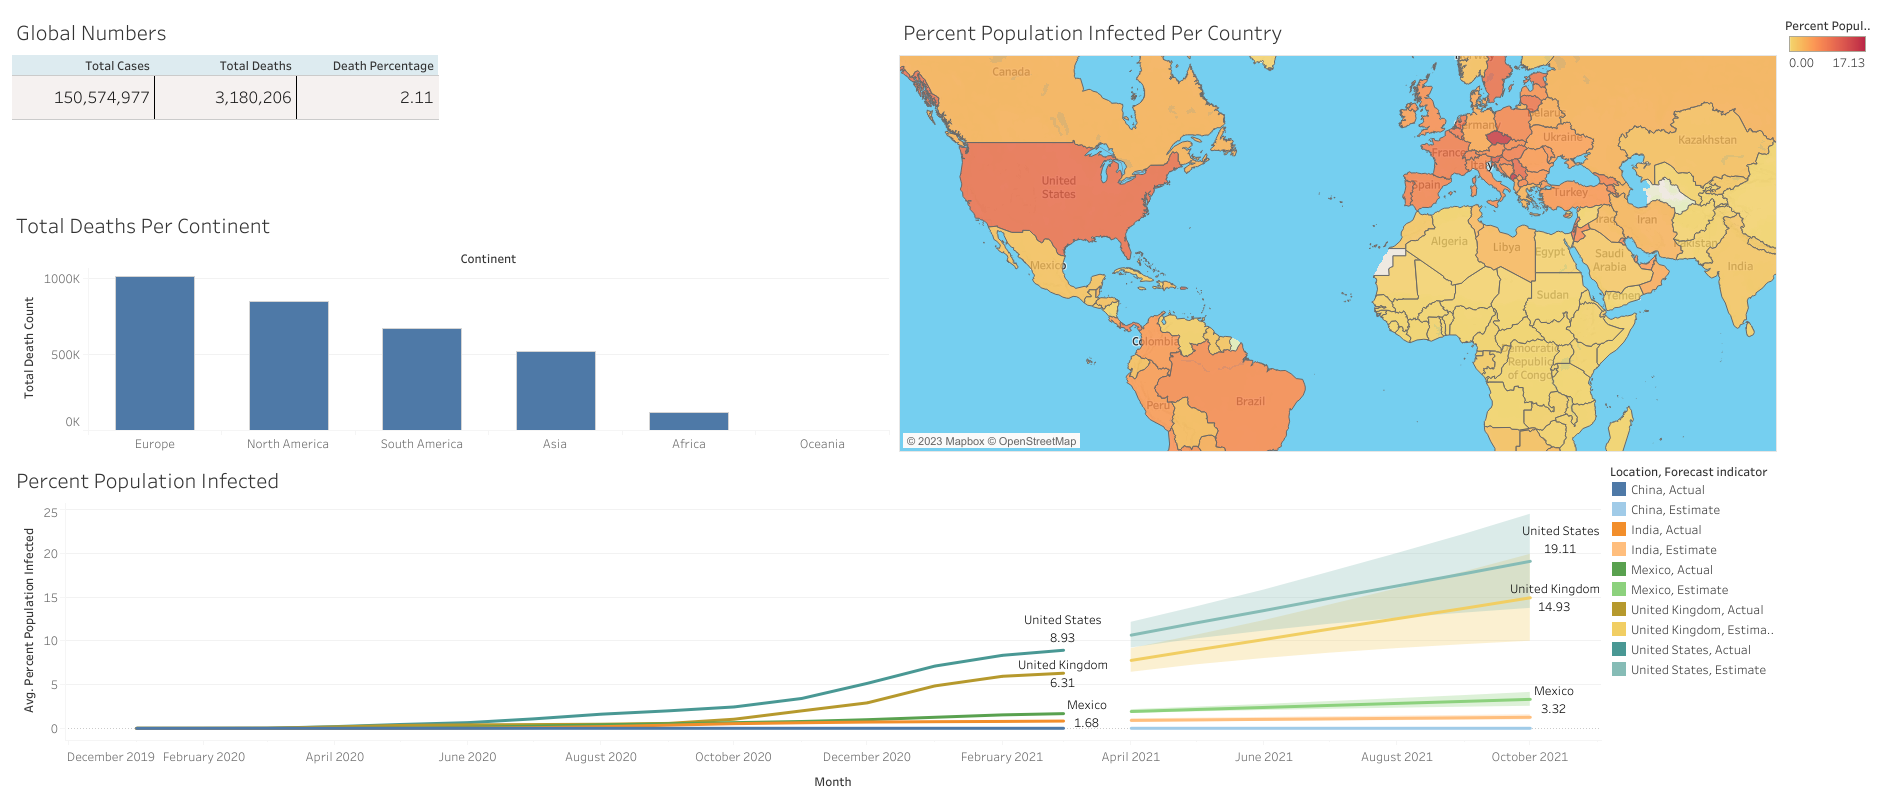 Global Numbers
Total Cases Total Deaths Death Percentage
150,574,977 3,180,206 2.11
Total Deaths Per Continent
Continent
Total Death Count
1000K
500K
0K
Europe North America South America Asia Africa Oceania
Percent Population Infected Per Country
Canada
United
States
Mexico
Colombia
Peru
Brazil
Germany
France
Spain
Italy
Belarus
Ukraine
Turkey
Kazakhstan
Iraq
Iran
Pakistan
India
Algeria
Libya
Egypt
Saudi
Arabia
Sudan
Yemen
Democratic
Republic
of Congo
© 2023 Mapbox © OpenStreetMap
Percent Popul..
0.00 17.13
Percent Population Infected
Avg. Percent Population Infected
25
20
15
10
5
0
United States
8.93
United Kingdom
6.31
Mexico
1.68
United States
19.11
United Kingdom
14.93
Mexico
3.32
December 2019 February 2020 April 2020 June 2020 August 2020 October 2020 December 2020 February 2021 April 2021 June 2021 August 2021 October 2021
Month
Location, Forecast indicator
China, Actual
China, Estimate
India, Actual
India, Estimate
Mexico, Actual
Mexico, Estimate
United Kingdom, Actual
United Kingdom, Estima..
United States, Actual
United States, Estimate